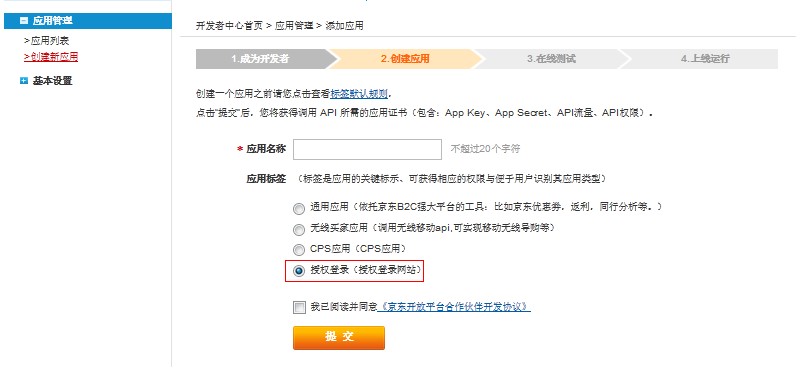 应用管理
>应用列表
>创建新应用
基本设置
开发者中心首页 > 应用管理 > 添加应用
1.成为开发者
2.创建应用
3.在线测试
4.上线运行
创建一个应用之前请您点击查看标签默认规则。
点击“提交”后，您将获得调用 API 所需的应用证书（包含：App Key、App Secret、API流量、API权限）。
* 应用名称
不超过20个字符
应用标签 （标签是应用的关键标示、可获得相应的权限与便于用户识别其应用类型）
通用应用（依托京东B2C强大平台的工具：比如京东优惠券，返利，同行分析等。）
无线买家应用（调用无线移动api,可实现移动无线导购等）
CPS应用（CPS应用）
授权登录（授权登录网站）
我已阅读并同意《京东开放平台合作伙伴开发协议》
提 交